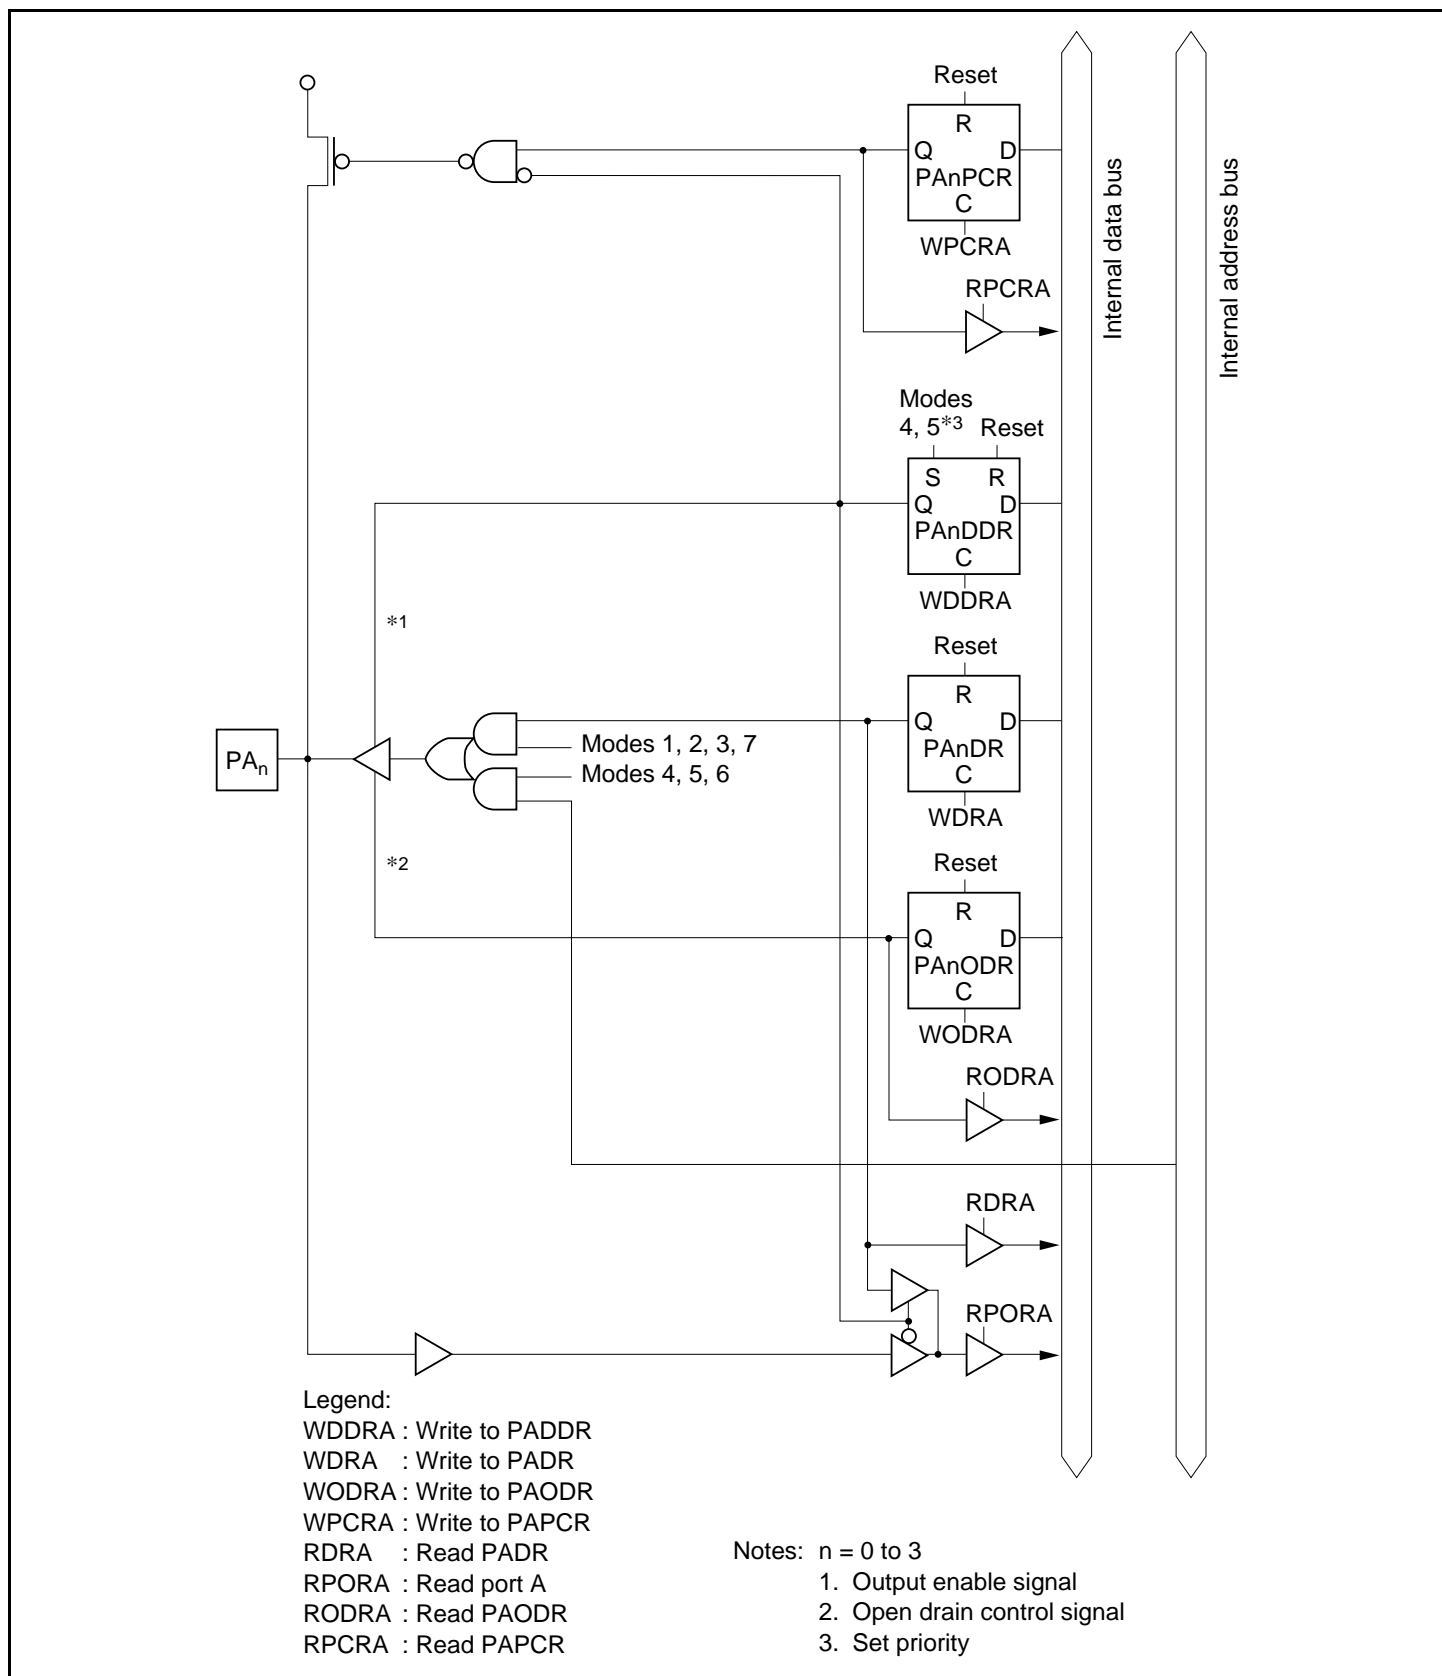 Reset
R
Q D
PAnPCR
C
WPCRA
RPCRA
Internal data bus
Internal address bus
Modes
4, 5*3 Reset
S R
Q D
PAnDDR
C
WDDRA
*1
Reset
R
Q D
PAnDR
C
WDRA
Modes 1, 2, 3, 7
Modes 4, 5, 6
PAn
*2
Reset
R
Q D
PAnODR
C
WODRA
RODRA
RDRA
RPORA
Legend:
WDDRA : Write to PADDR
WDRA : Write to PADR
WODRA : Write to PAODR
WPCRA : Write to PAPCR
RDRA : Read PADR
RPORA : Read port A
RODRA : Read PAODR
RPCRA : Read PAPCR
Notes: n = 0 to 3
1. Output enable signal
2. Open drain control signal
3. Set priority